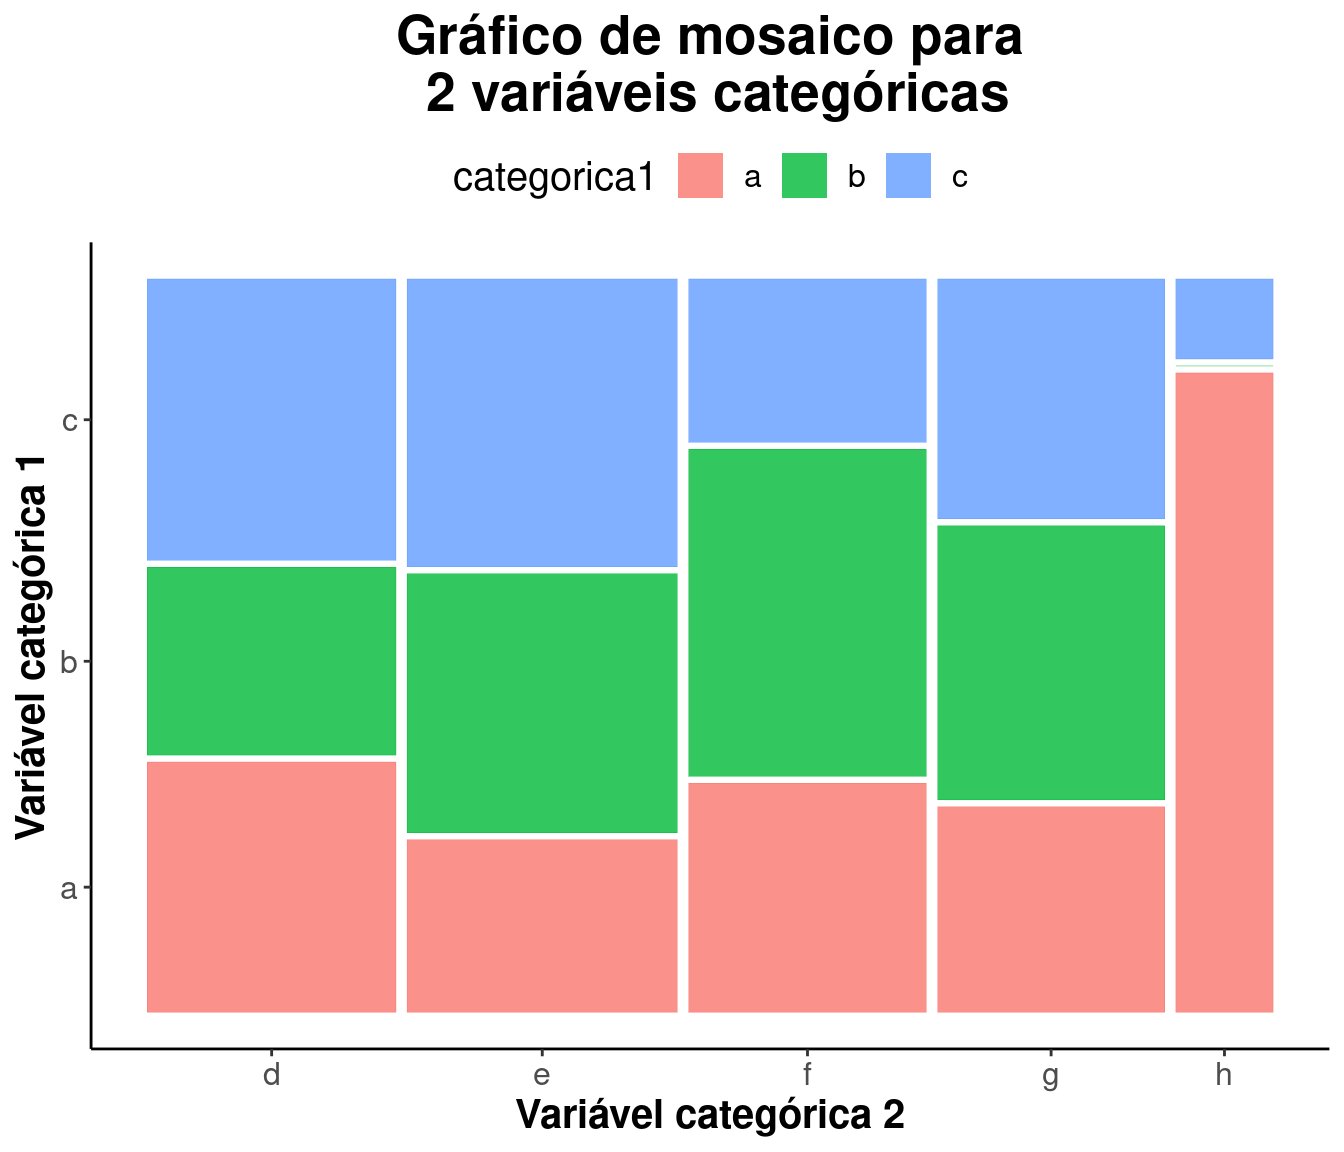 Gráfico de mosaico para
2 variáveis categóricas
categorica1 a b c
c
b
a
Variável categórica 1
d e f g h
Variável categórica 2